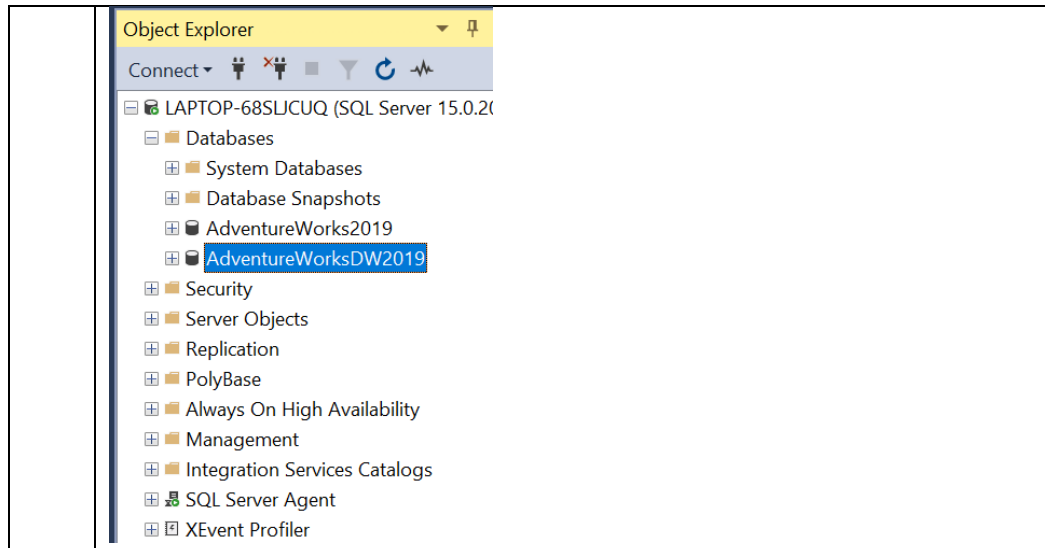 Object Explorer
Connect
LAPTOP-68SLJCUQ (SQL Server 15.0.20
Databases
System Databases
Database Snapshots
AdventureWorks2019
AdventureWorksDW2019
Security
Server Objects
Replication
PolyBase
Always On High Availability
Management
Integration Services Catalogs
SQL Server Agent
XEvent Profiler